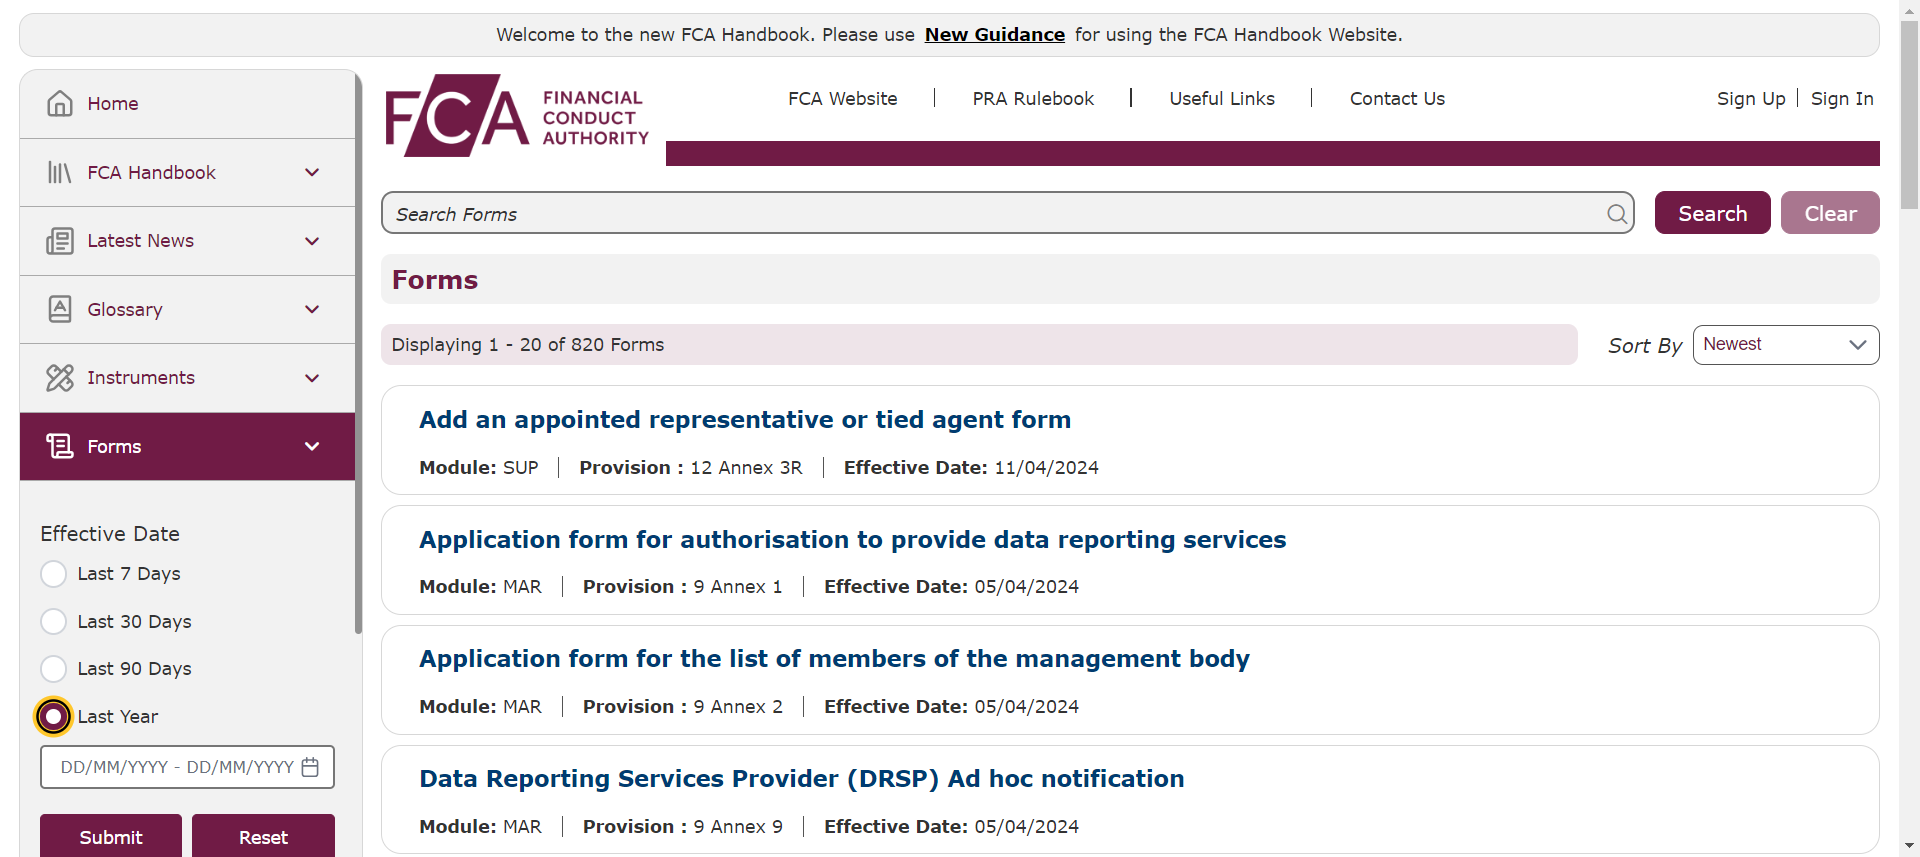 Welcome to the new FCA Handbook. Please use New Guidance for using the FCA Handbook Website.
Home
FCA Handbook
Latest News
Glossary
Instruments
Forms
Effective Date
Last 7 Days
Last 30 Days
Last 90 Days
Last Year
DD/MM/YYYY - DD/MM/YYYY
Submit Reset
FCA FINANCIAL
CONDUCT
AUTHORITY
FCA Website PRA Rulebook Useful Links Contact Us Sign Up Sign In
Search Forms Search Clear
Forms
Displaying 1 - 20 of 820 Forms Sort By Newest
Add an appointed representative or tied agent form
Module: SUP Provision : 12 Annex 3R Effective Date: 11/04/2024
Application form for authorisation to provide data reporting services
Module: MAR Provision : 9 Annex 1 Effective Date: 05/04/2024
Application form for the list of members of the management body
Module: MAR Provision : 9 Annex 2 Effective Date: 05/04/2024
Data Reporting Services Provider (DRSP) Ad hoc notification
Module: MAR Provision : 9 Annex 9 Effective Date: 05/04/2024